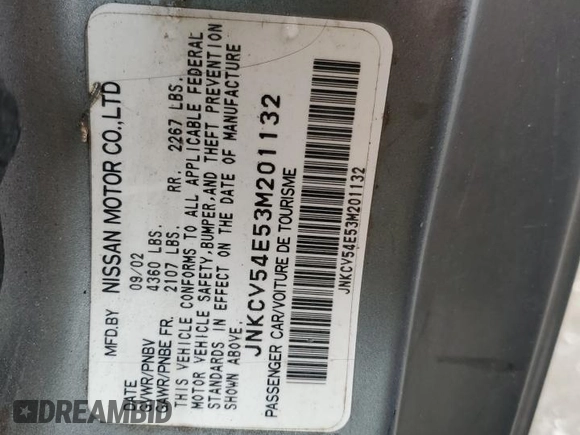 MFD.BY NISSAN MOTOR CO.,LTD
DATE 09/02
GVWR/PNBV 4360 LBS.
GAWR/PNBE FR. 2107 LBS. RR. 2267 LBS.
THIS VEHICLE CONFORMS TO ALL APPLICABLE FEDERAL
MOTOR VEHICLE SAFETY,BUMPER,AND THEFT PREVENTION
STANDARDS IN EFFECT ON THE DATE OF MANUFACTURE
SHOWN ABOVE.
JNKCV54E53M201132
PASSENGER CAR/VOITURE DE TOURISME
JNKCV54E53M201132
DREAMBID